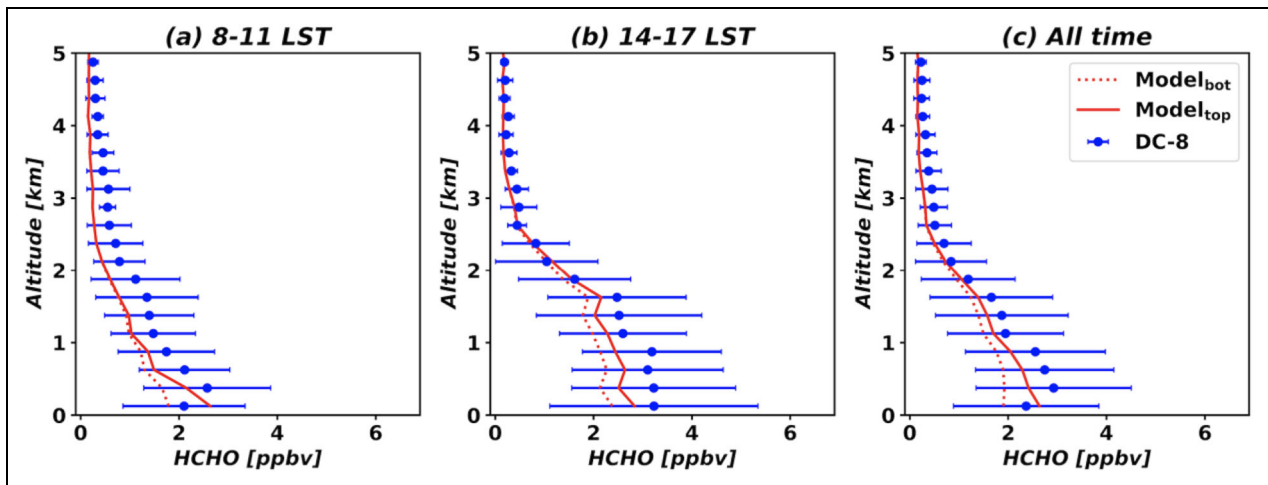 (a) 8-11 LST
(b) 14-17 LST
(c) All time
5
4
3
2
1
0
Altitude [km]
0 2 4 6
HCHO [ppbv]
5
4
3
2
1
0
Altitude [km]
0 2 4 6
HCHO [ppbv]
5
4
3
2
1
0
Altitude [km]
0 2 4 6
HCHO [ppbv]
Model_bot
Model_top
DC-8